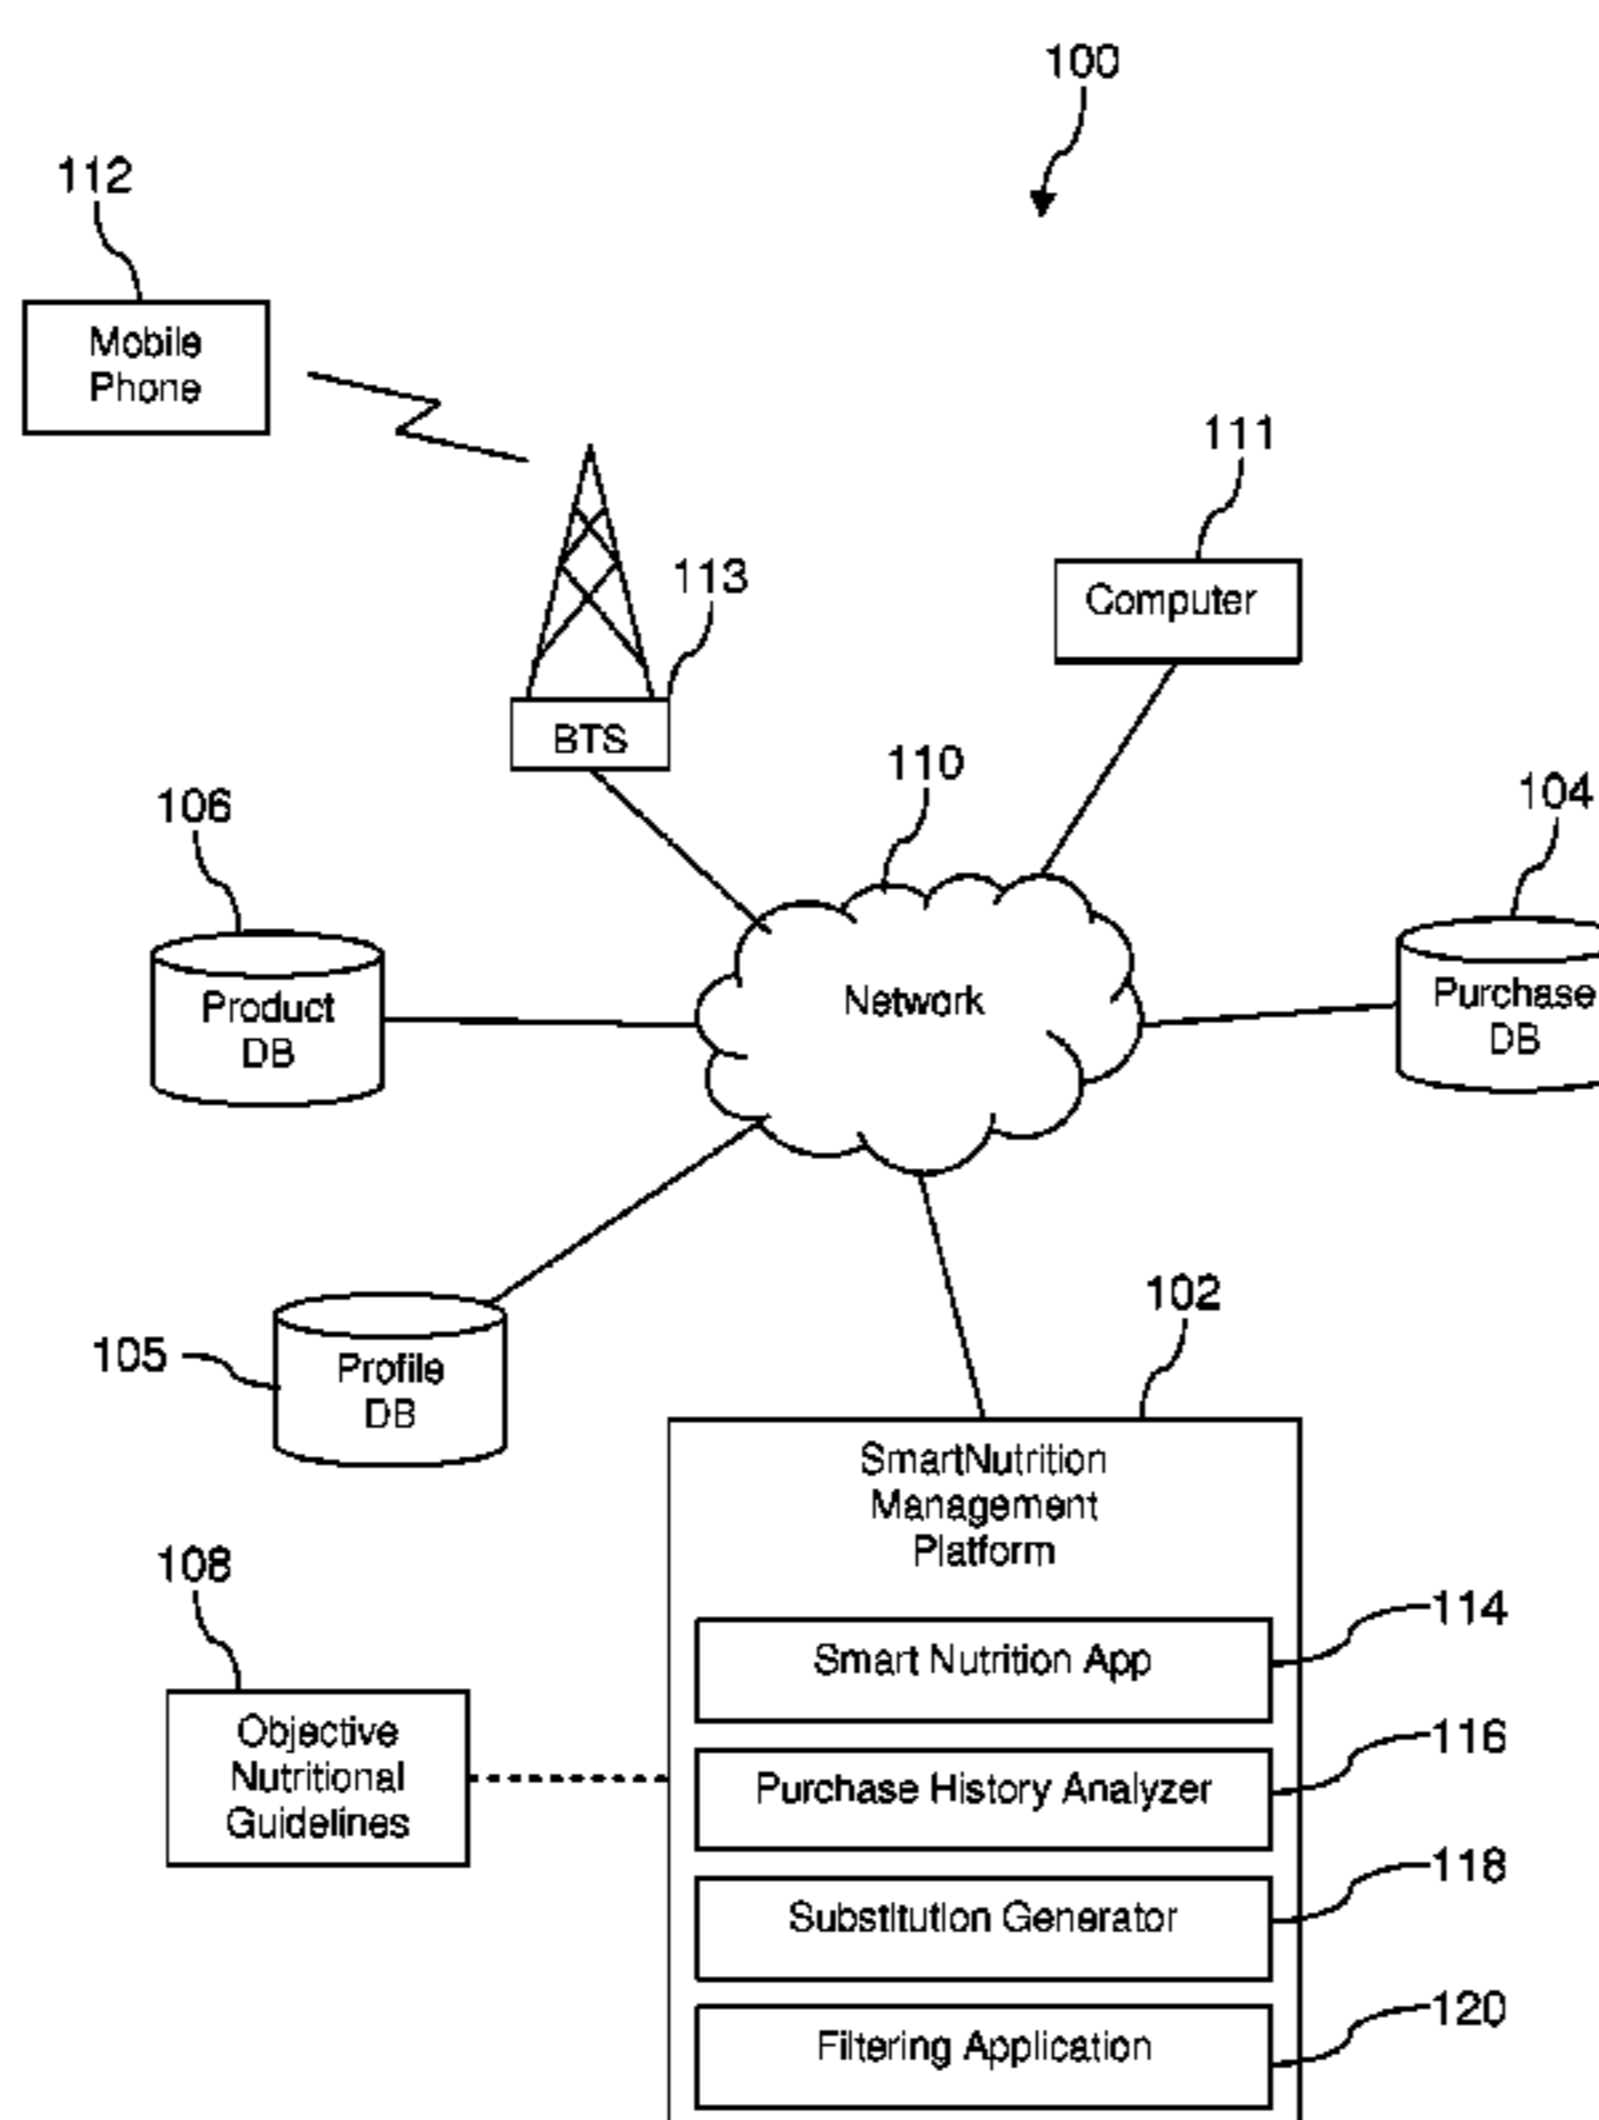 100
112
Mobile
Phone
111
Computer
113
BTS
110
104
106
Product
DB
Network
Purchase
DB
102
105
Profile
DB
SmartNutrition
Management
Platform
108
Objective
Nutritional
Guidelines
114
Smart Nutrition App
116
Purchase History Analyzer
118
Substitution Generator
120
Filtering Application